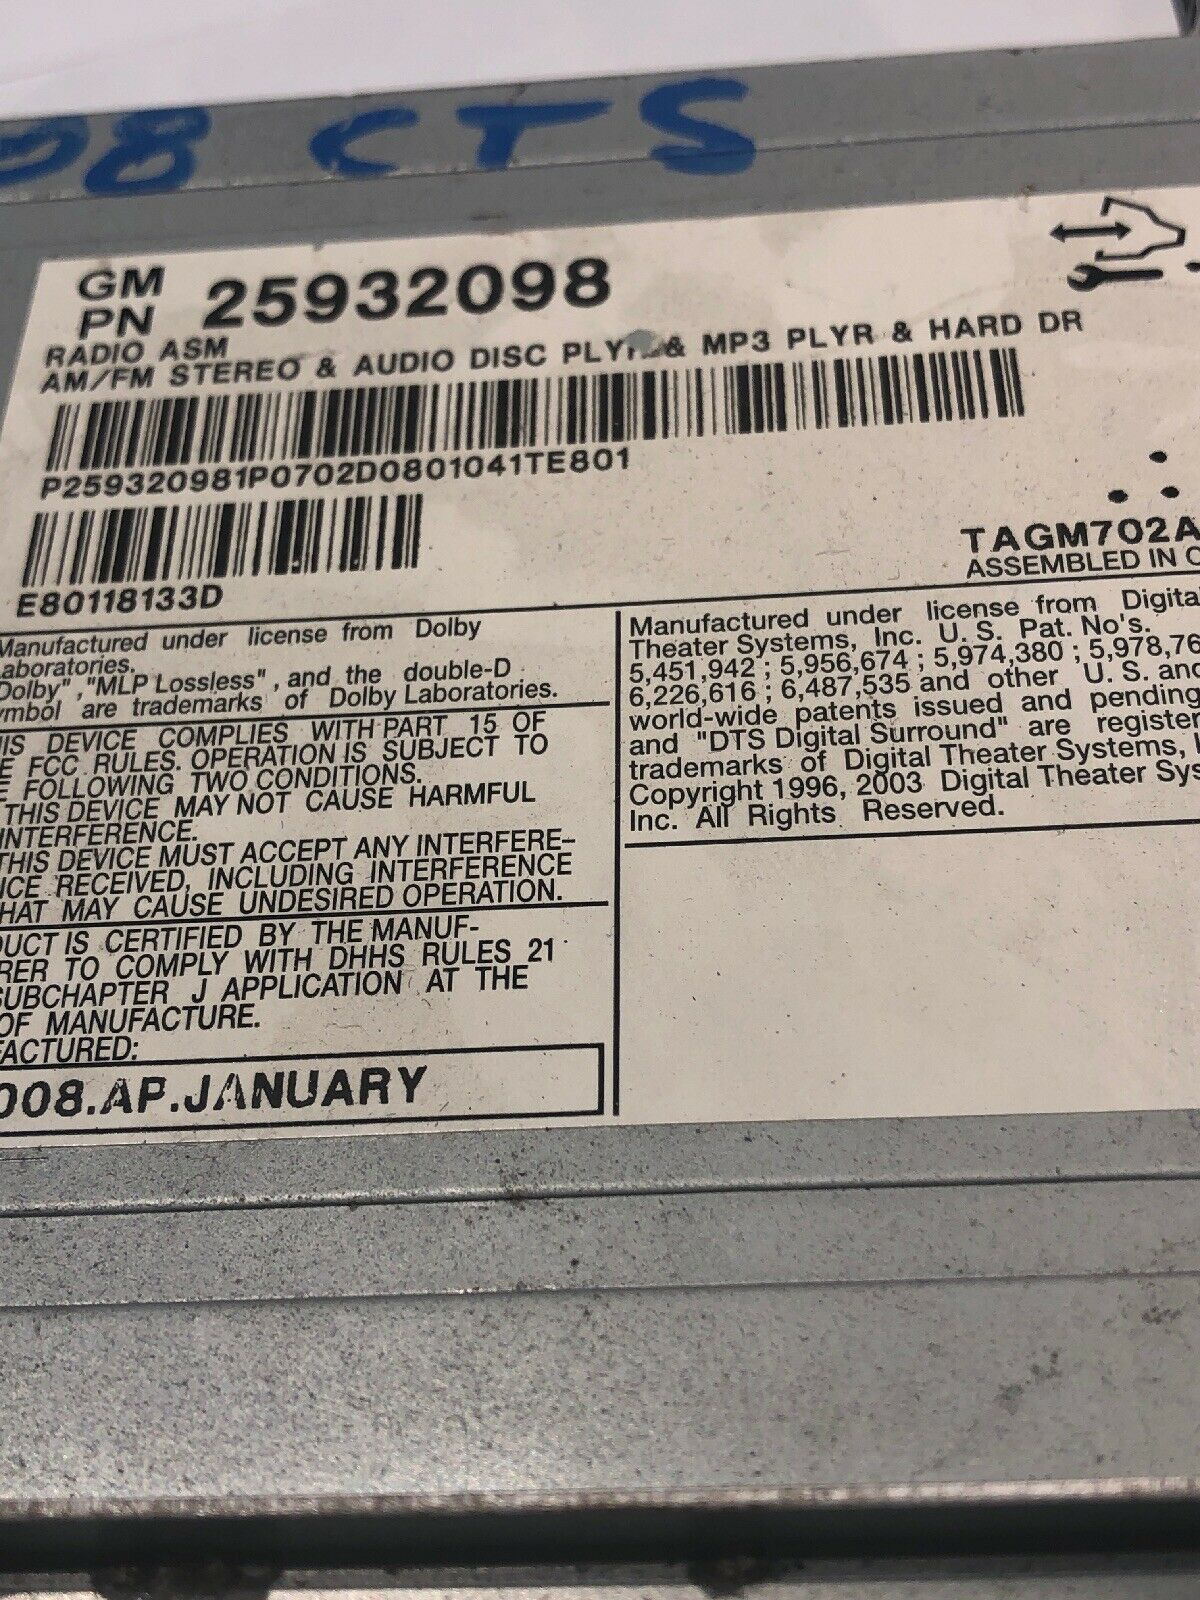 08 CTS
GM
PN 25932098
RADIO ASM
AM/FM STEREO & AUDIO DISC PLYR & MP3 PLYR & HARD DR
P259320981P0702D0801041TE801
E80118133D
TAGM702A
ASSEMBLED IN C
Manufactured under license from Dolby
aboratories.
Dolby", "MLP Lossless", and the double-D
ymbol are trademarks of Dolby Laboratories.
IS DEVICE COMPLIES WITH PART 15 OF
E FCC RULES. OPERATION IS SUBJECT TO
E FOLLOWING TWO CONDITIONS.
THIS DEVICE MAY NOT CAUSE HARMFUL
INTERFERENCE.
THIS DEVICE MUST ACCEPT ANY INTERFERE-
ICE RECEIVED, INCLUDING INTERFERENCE
HAT MAY CAUSE UNDESIRED OPERATION.
DUCT IS CERTIFIED BY THE MANUF-
RER TO COMPLY WITH DHHS RULES 21
SUBCHAPTER J APPLICATION AT THE
OF MANUFACTURE.
FACTURED:
008.AP.JANUARY
Manufactured under license from Digital
Theater Systems, Inc. U. S. Pat. No's.
5,451,942 ; 5,956,674 ; 5,974,380 ; 5,978,76
6,226,616 ; 6,487,535 and other U. S. and
world-wide patents issued and pending
and "DTS Digital Surround" are register
trademarks of Digital Theater Systems, I
Copyright 1996, 2003 Digital Theater Sys
Inc. All Rights Reserved.